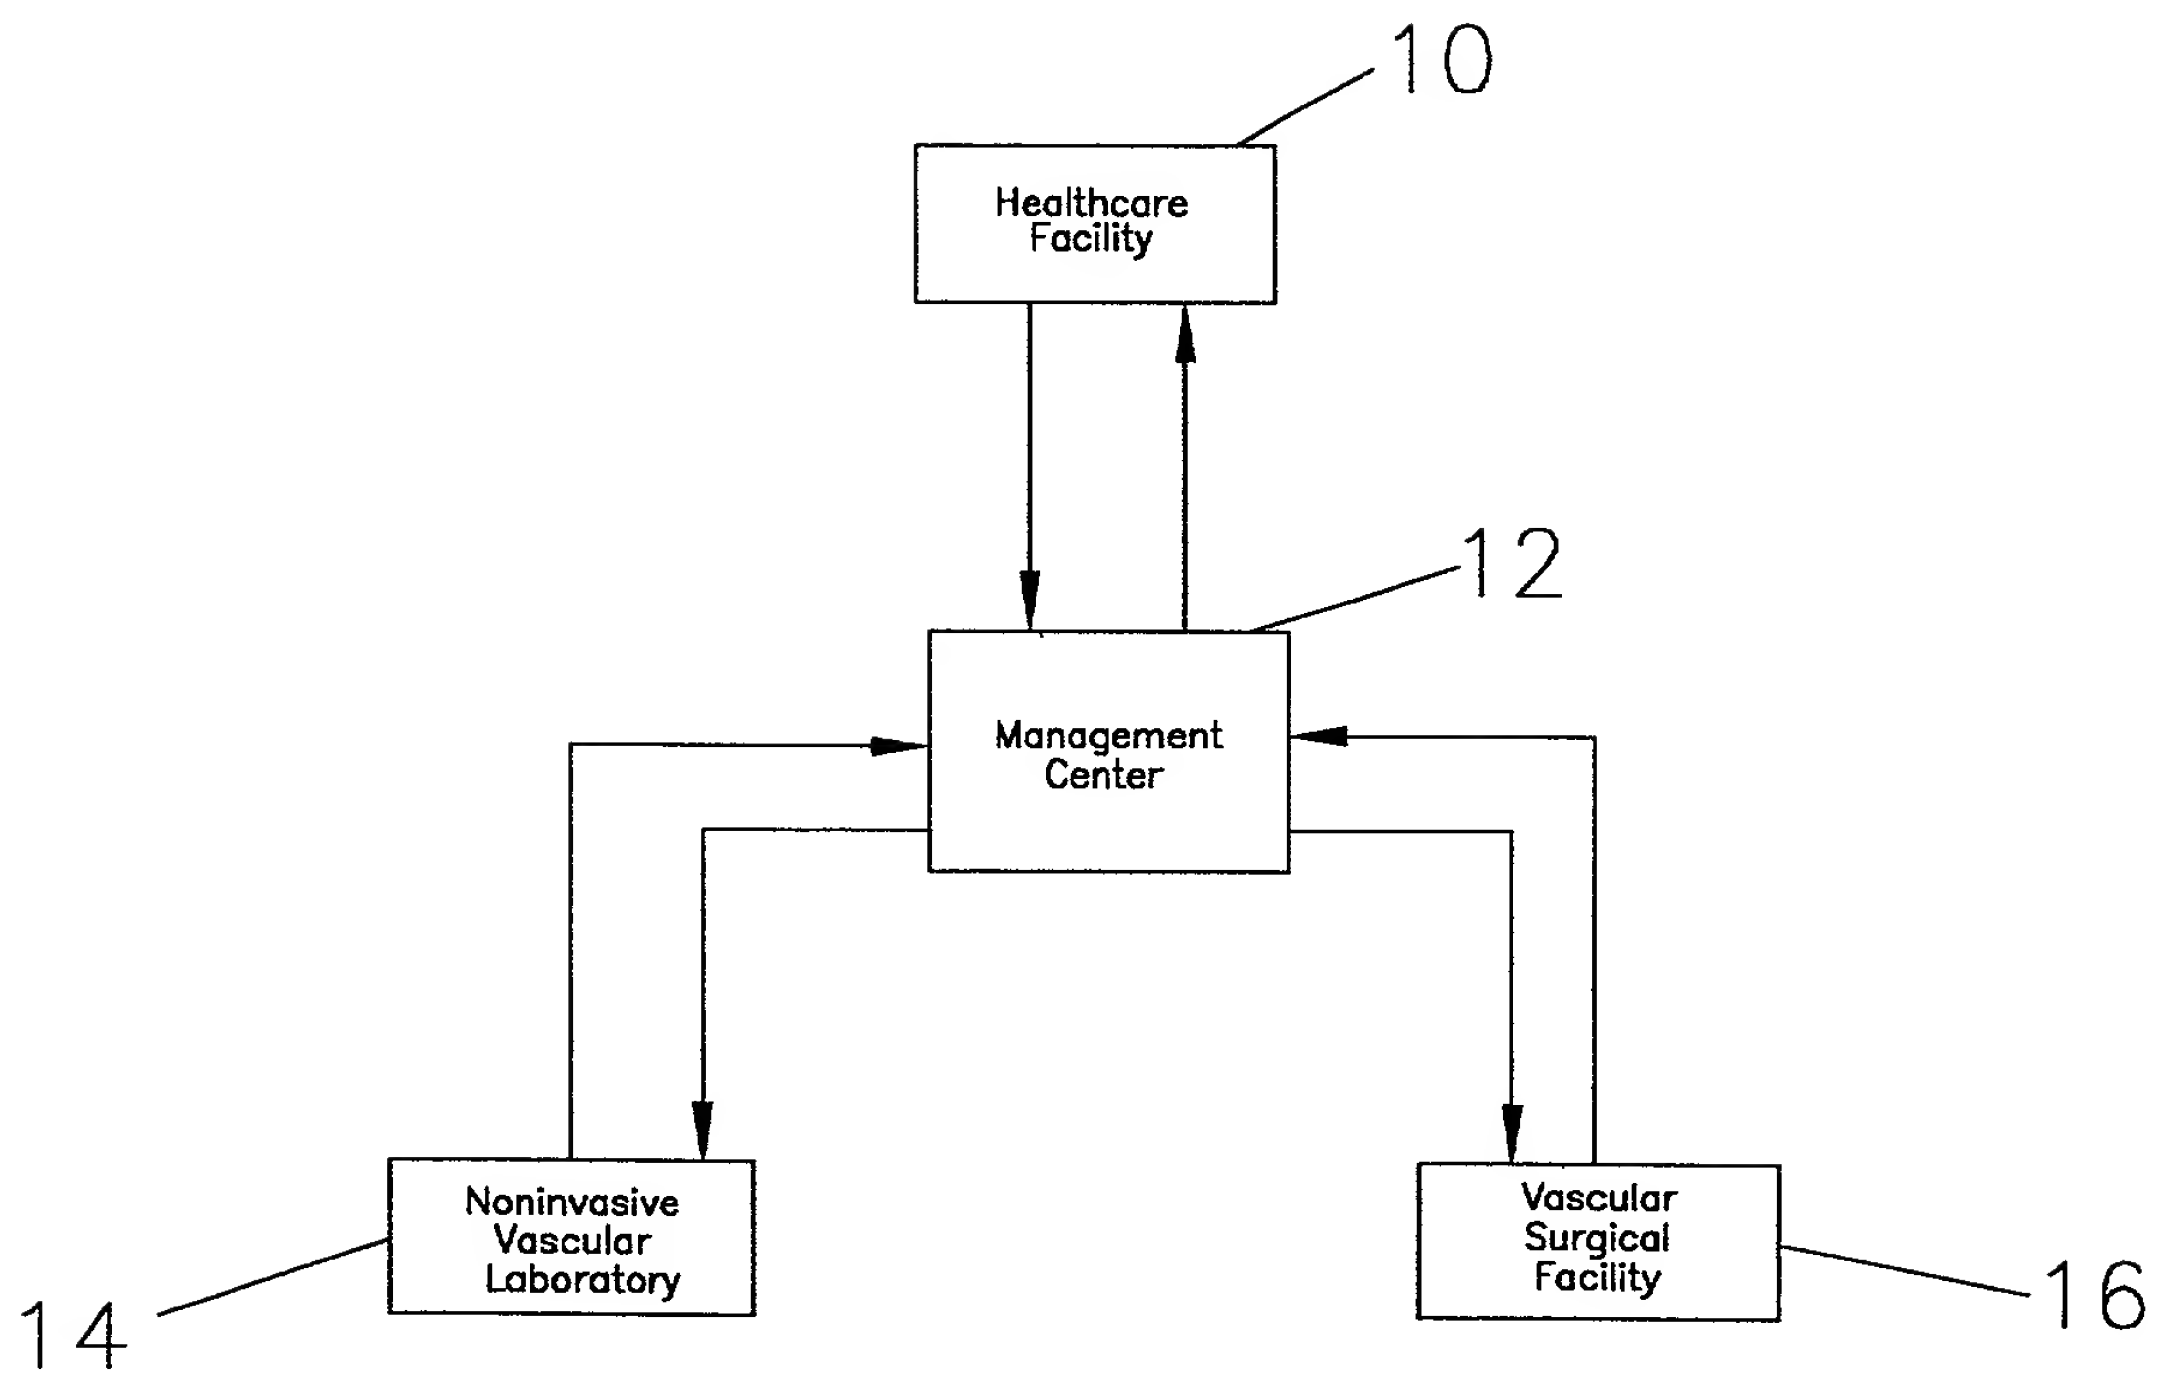 10
Healthcare
Facility
12
Management
Center
Noninvasive
Vascular
Laboratory
14
Vascular
Surgical
Facility
16